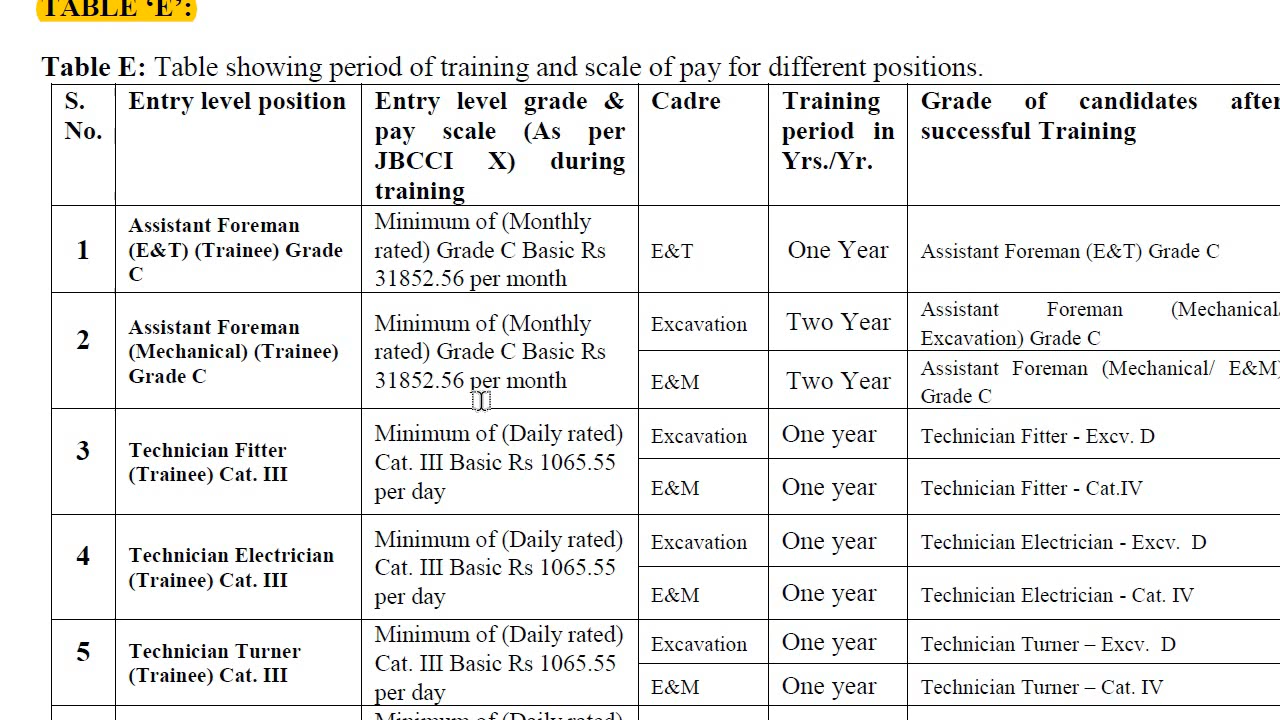 TABLE ‘E’:
Table E: Table showing period of training and scale of pay for different positions.
S. No.
Entry level position
Entry level grade &
pay scale (As per
JBCCI X) during
training
Cadre
Training
period in
Yrs./Yr.
Grade of candidates after
successful Training
1
Assistant Foreman
(E&T) (Trainee) Grade
C
Minimum of (Monthly
rated) Grade C Basic Rs
31852.56 per month
E&T
One Year
Assistant Foreman (E&T) Grade C
2
Assistant Foreman
(Mechanical) (Trainee)
Grade C
Minimum of (Monthly
rated) Grade C Basic Rs
31852.56 per month
Excavation
Two Year
Assistant Foreman (Mechanical/
Excavation) Grade C
E&M
Two Year
Assistant Foreman (Mechanical/ E&M)
Grade C
3
Technician Fitter
(Trainee) Cat. III
Minimum of (Daily rated)
Cat. III Basic Rs 1065.55
per day
Excavation
One year
Technician Fitter - Excv. D
E&M
One year
Technician Fitter - Cat.IV
4
Technician Electrician
(Trainee) Cat. III
Minimum of (Daily rated)
Cat. III Basic Rs 1065.55
per day
Excavation
One year
Technician Electrician - Excv. D
E&M
One year
Technician Electrician - Cat. IV
5
Technician Turner
(Trainee) Cat. III
Minimum of (Daily rated)
Cat. III Basic Rs 1065.55
per day
Excavation
One year
Technician Turner – Excv. D
E&M
One year
Technician Turner – Cat. IV
Minimum of (Daily rated)